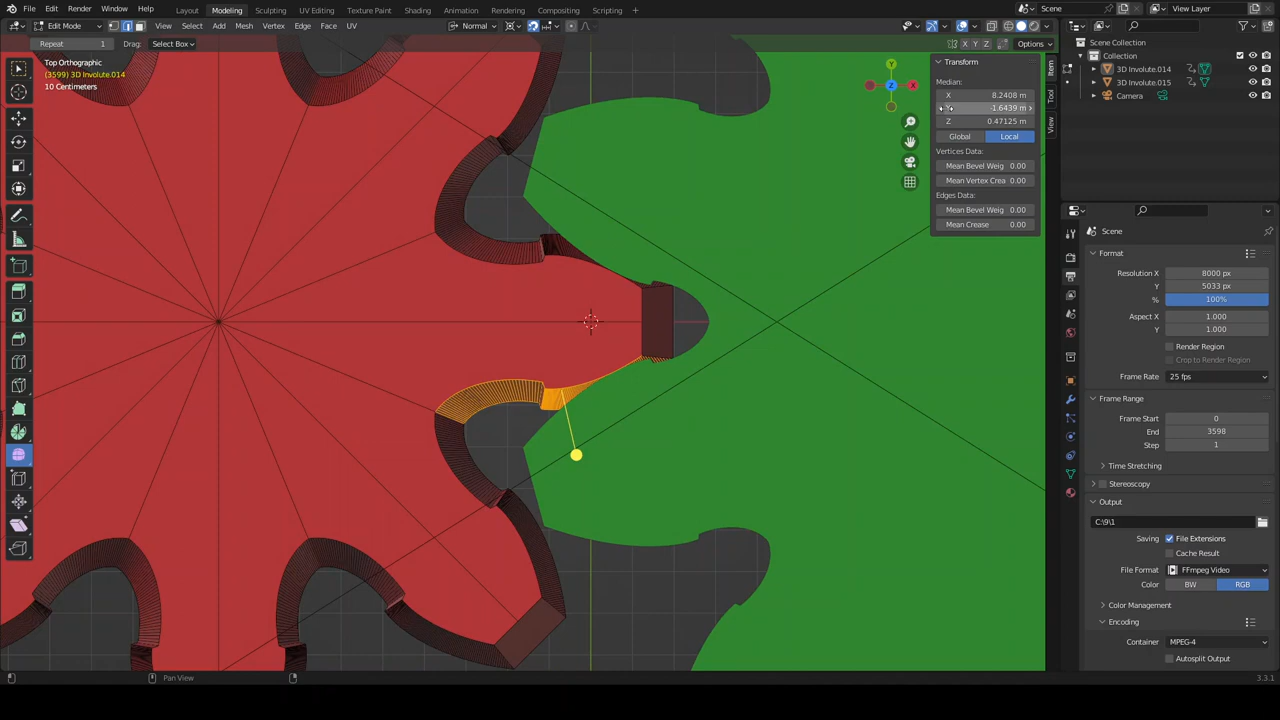 File Edit Render Window Help Layout Modeling Sculpting UV Editing Texture Paint Shading Animation Rendering Compositing Scripting + Scene View Layer
Edit Mode View Select Add Mesh Vertex Edge Face UV Normal
Repeat 1 Drag: Select Box X Y Z Options
Top Orthographic
(3599) 3D Involute.014
10 Centimeters
Y
Z
X
Transform
Median:
X 8.2408 m
Y -1.6439 m
Z 0.47125 m
Global Local
Vertices Data:
Mean Bevel Weig 0.00
Mean Vertex Crea 0.00
Edges Data:
Mean Bevel Weig 0.00
Mean Crease 0.00
Item
Tool
View
Scene Collection
Collection
3D Involute.014
3D Involute.015
Camera
Scene
Format
Resolution X 8000 px
Y 5033 px
% 100%
Aspect X 1.000
Y 1.000
Render Region
Crop to Render Region
Frame Rate 25 fps
Frame Range
Frame Start 0
End 3598
Step 1
Time Stretching
Stereoscopy
Output
C:\9\1
Saving File Extensions
Cache Result
File Format FFmpeg Video
Color BW RGB
Color Management
Encoding
Container MPEG-4
Autosplit Output
Pan View 3.3.1